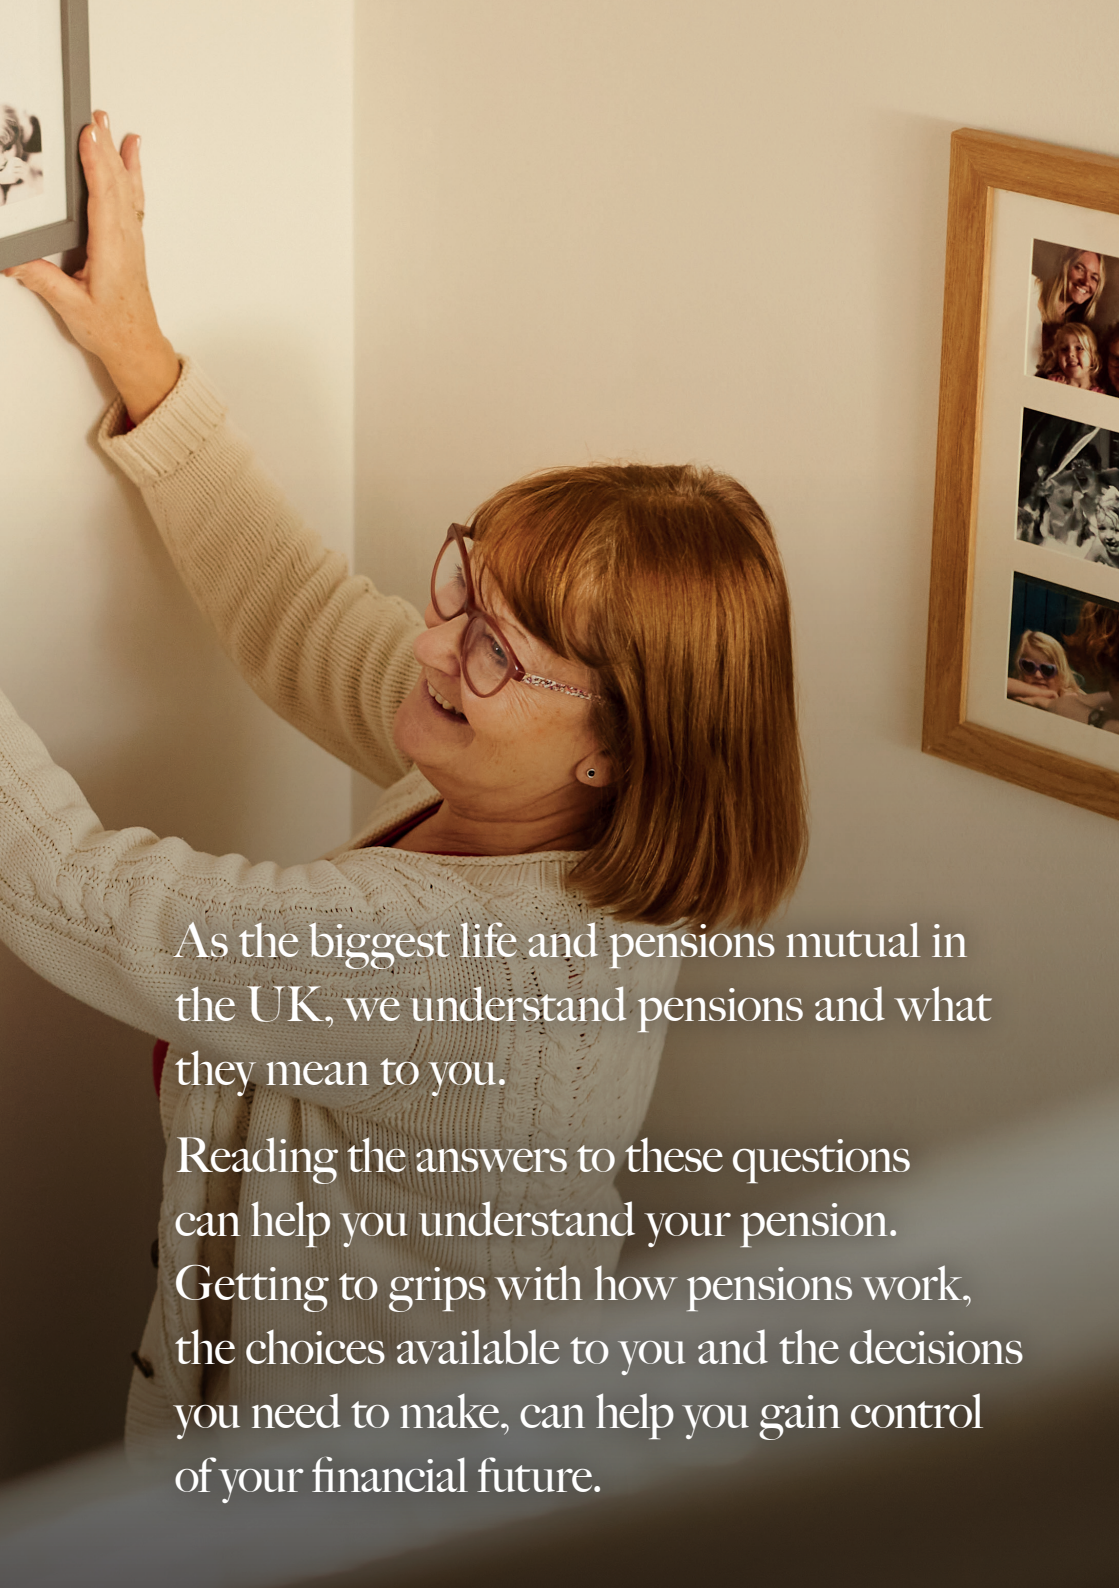 As the biggest life and pensions mutual in
the UK, we understand pensions and what
they mean to you.
Reading the answers to these questions
can help you understand your pension.
Getting to grips with how pensions work,
the choices available to you and the decisions
you need to make, can help you gain control
of your financial future.